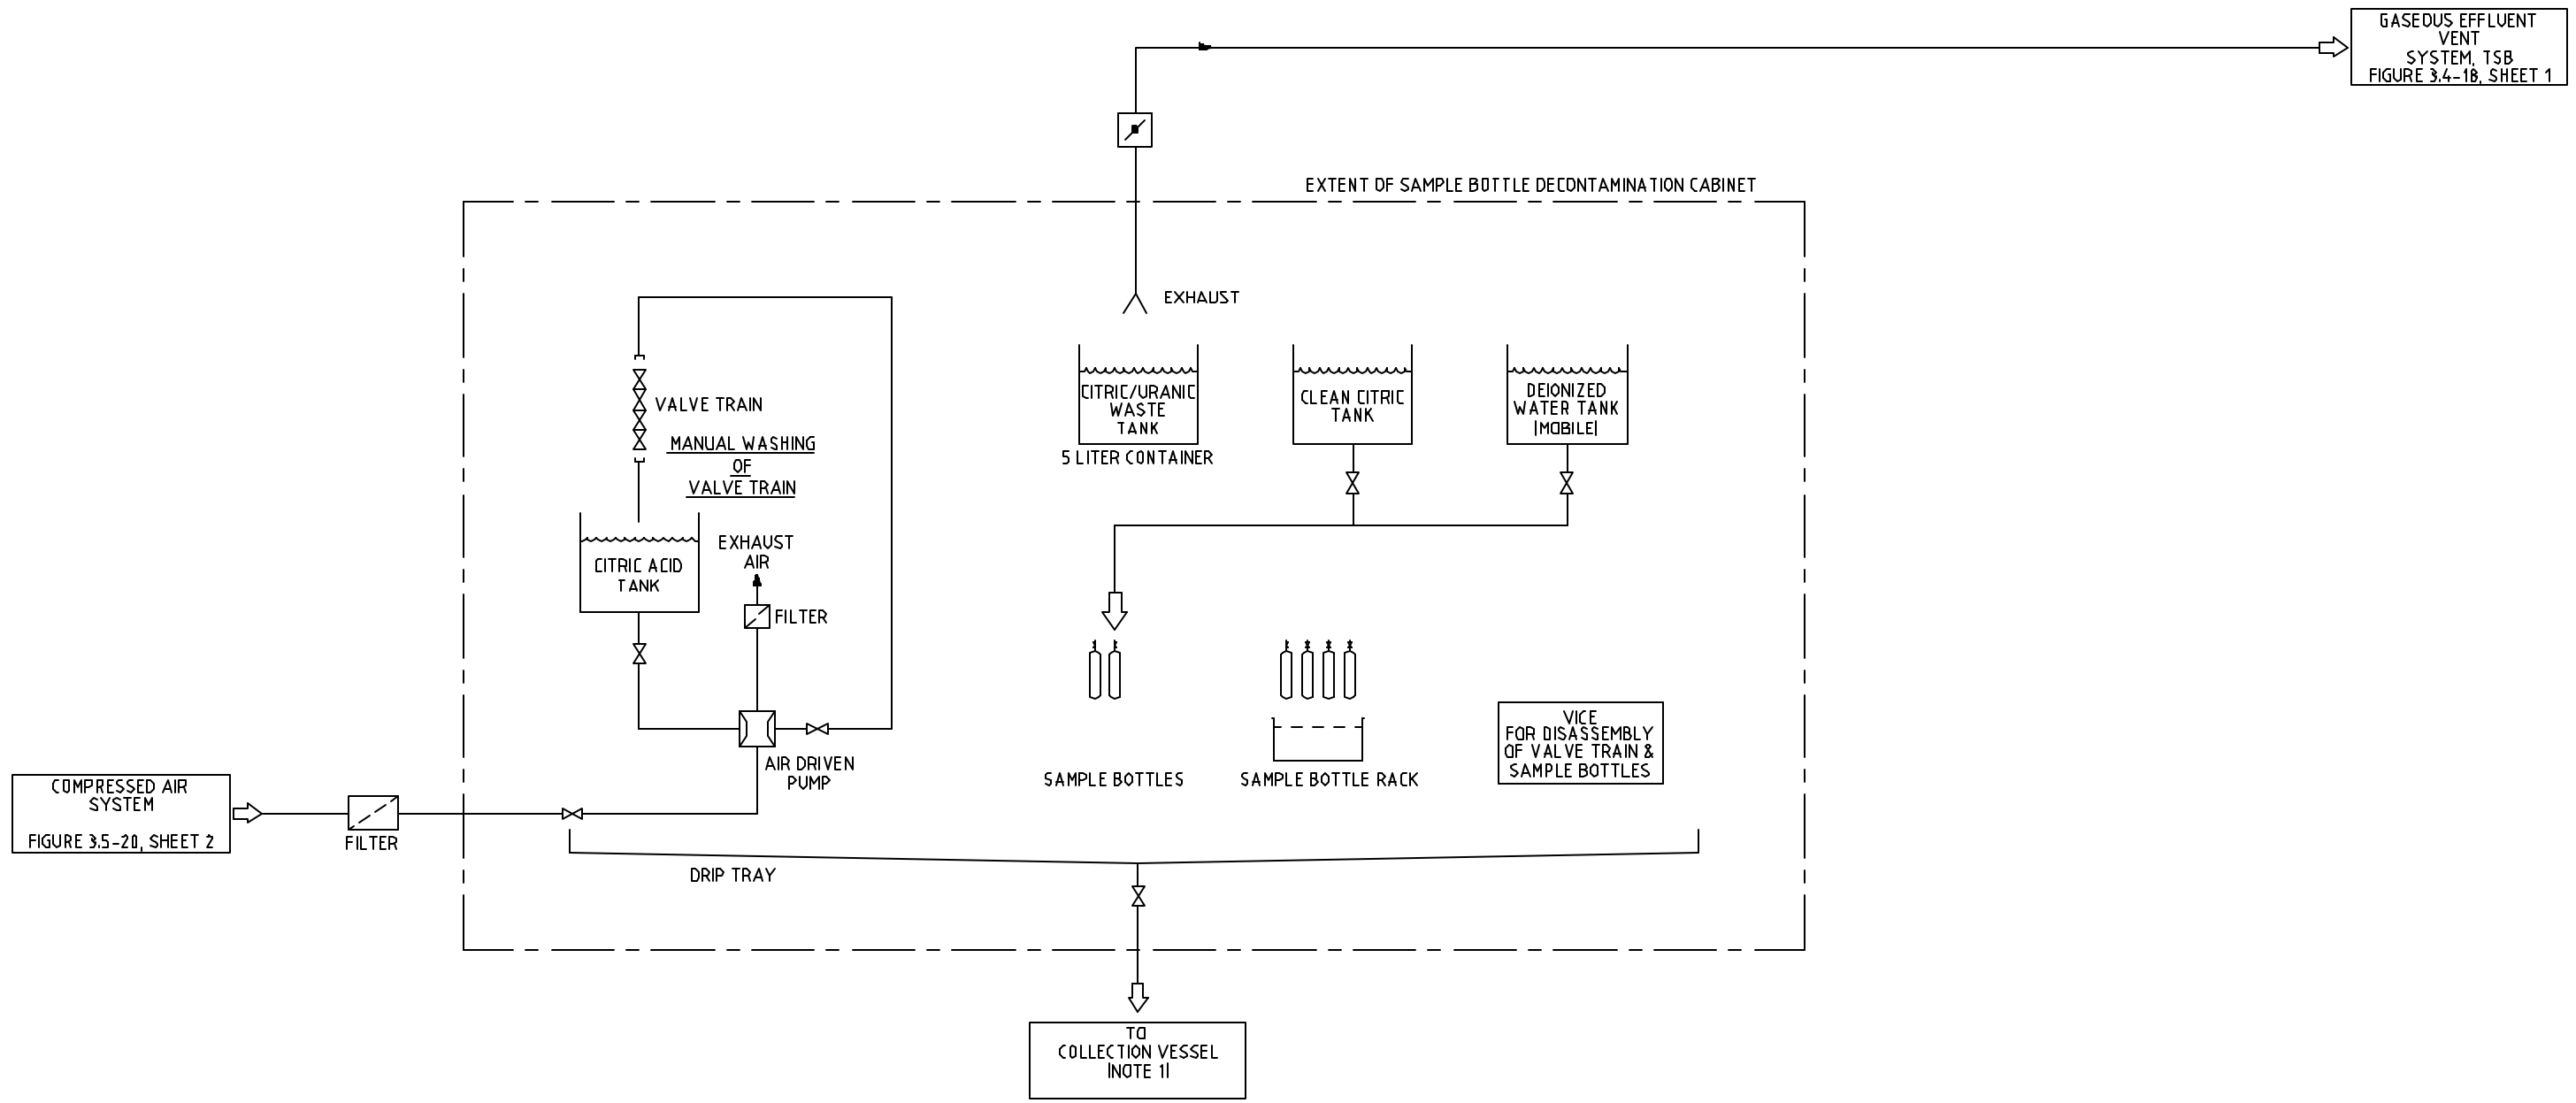 GASEOUS EFFLUENT
VENT
SYSTEM, TSB
FIGURE 3.4-18, SHEET 1
EXTENT OF SAMPLE BOTTLE DECONTAMINATION CABINET
EXHAUST
VALVE TRAIN
MANUAL WASHING
OF
VALVE TRAIN
CITRIC/URANIC
WASTE
TANK
5 LITER CONTAINER
CLEAN CITRIC
TANK
DEIONIZED
WATER TANK
|MOBILE|
CITRIC ACID
TANK
EXHAUST
AIR
FILTER
AIR DRIVEN
PUMP
SAMPLE BOTTLES
SAMPLE BOTTLE RACK
VICE
FOR DISASSEMBLY
OF VALVE TRAIN &
SAMPLE BOTTLES
COMPRESSED AIR
SYSTEM
FIGURE 3.5-20, SHEET 2
FILTER
DRIP TRAY
TO
COLLECTION VESSEL
|NOTE 1|